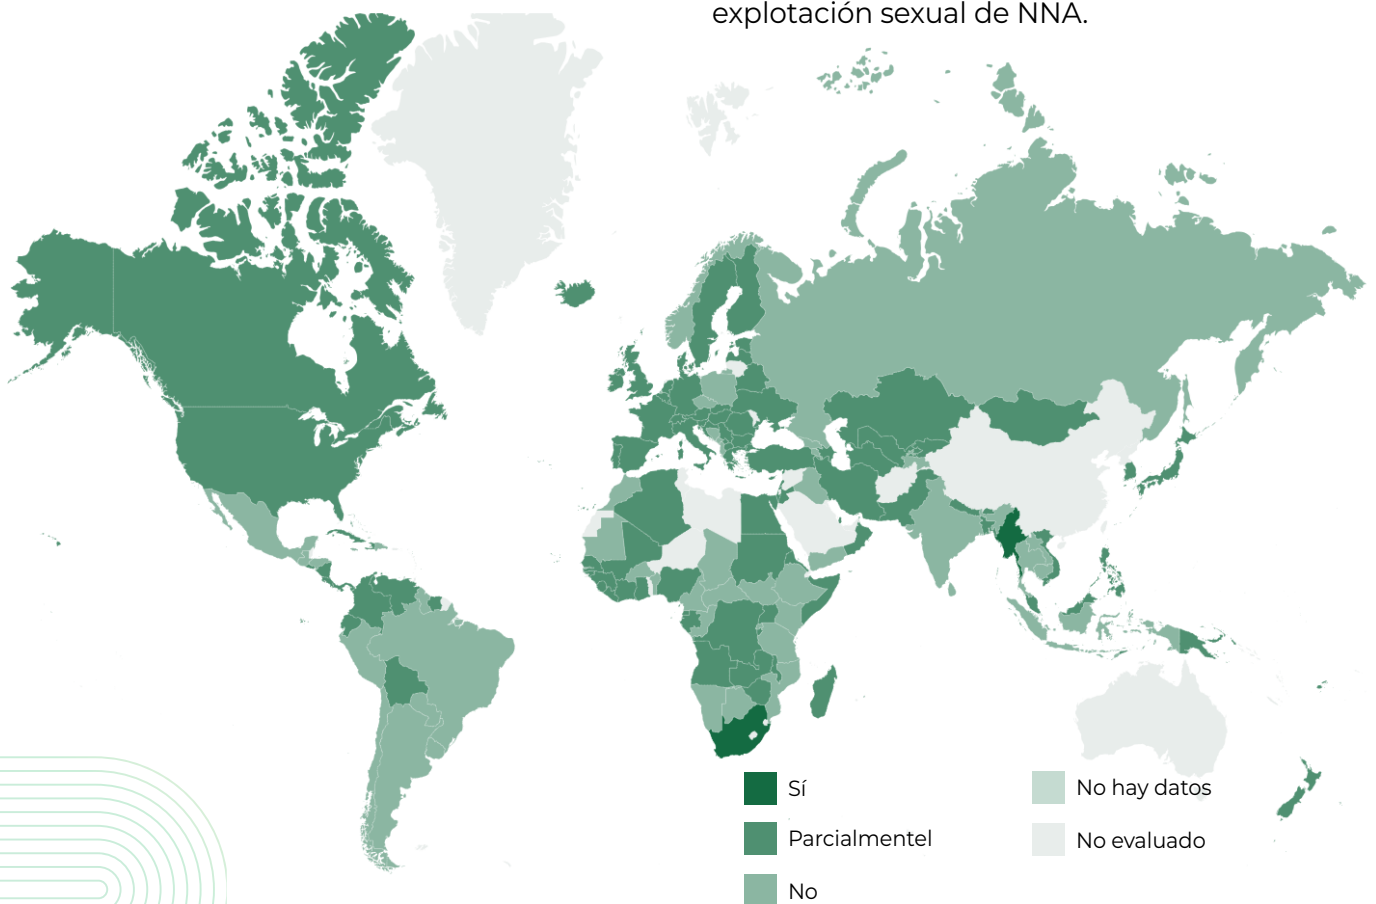 explotación sexual de NNA.
Sí
Parcialmentel
No
No hay datos
No evaluado